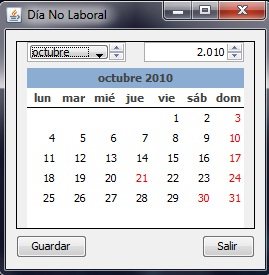 Día No Laboral
octubre 2.010
octubre 2010
lun mar mié jue vie sáb dom
1 2 3
4 5 6 7 8 9 10
11 12 13 14 15 16 17
18 19 20 21 22 23 24
25 26 27 28 29 30 31
Guardar Salir